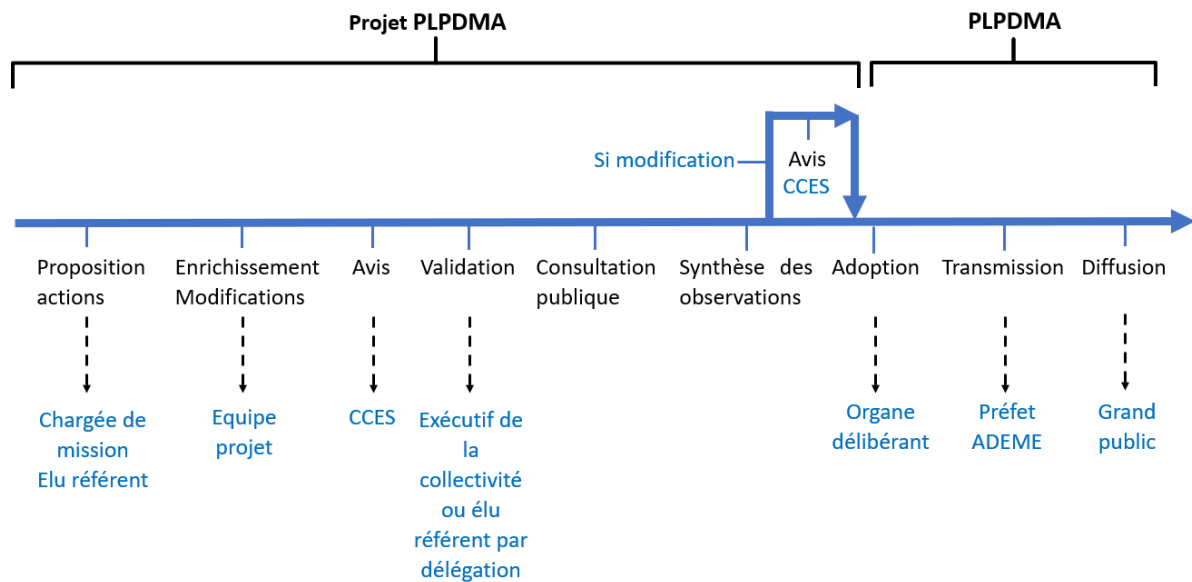 Projet PLPDMA
PLPDMA
Si modification
Avis
CCES
Proposition
actions
Enrichissement
Modifications
Avis
Validation
Consultation
publique
Synthèse des
observations
Adoption
Transmission
Diffusion
Chargée de
mission
Elu référent
Equipe
projet
CCES
Exécutif de
la
collectivité
ou élu
référent par
délégation
Organe
délibérant
Préfet
ADEME
Grand
public